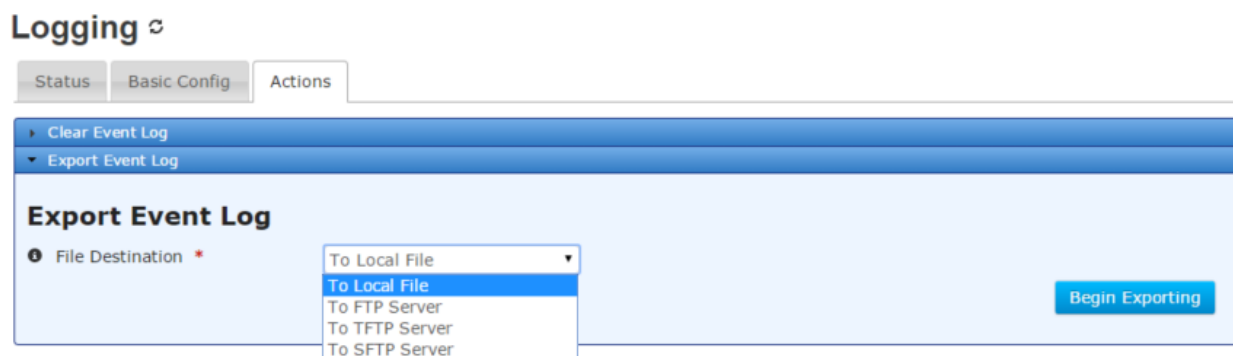 Logging
Status Basic Config Actions
Clear Event Log
Export Event Log
Export Event Log
File Destination * To Local File
To Local File
To FTP Server
To TFTP Server
To SFTP Server
Begin Exporting